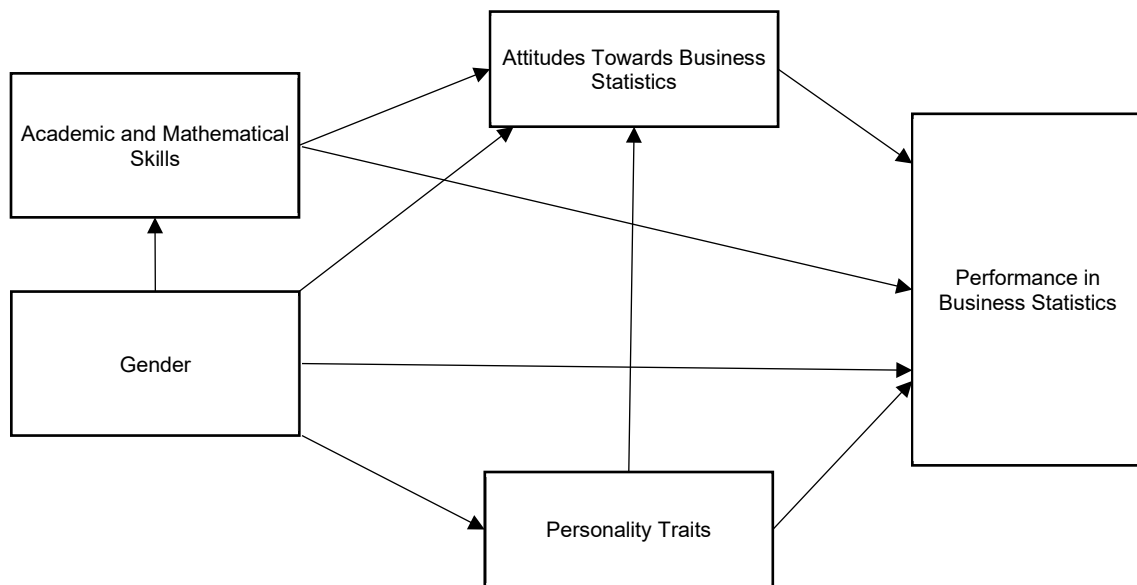 Attitudes Towards Business
Statistics
Academic and Mathematical
Skills
Performance in
Business Statistics
Gender
Personality Traits